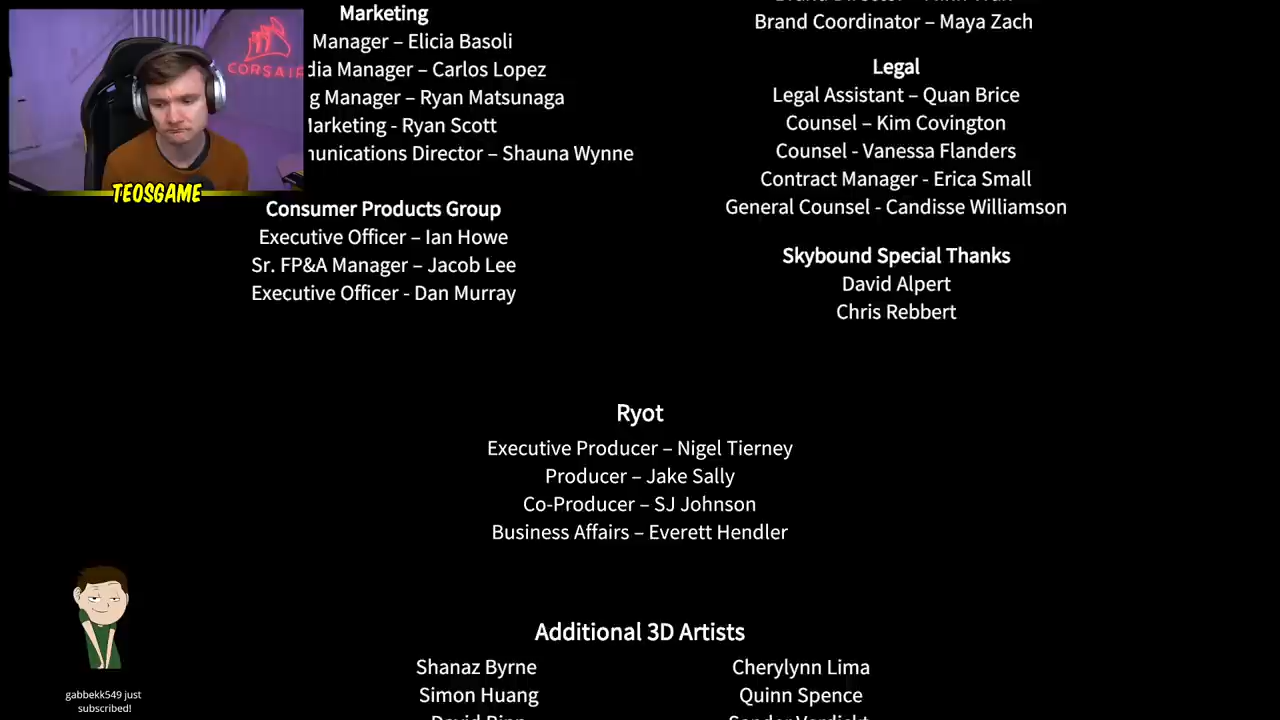 Marketing
Manager – Elicia Basoli
dia Manager – Carlos Lopez
g Manager – Ryan Matsunaga
Marketing - Ryan Scott
munications Director – Shauna Wynne
Consumer Products Group
Executive Officer – Ian Howe
Sr. FP&A Manager – Jacob Lee
Executive Officer - Dan Murray
Brand Coordinator – Maya Zach
Legal
Legal Assistant – Quan Brice
Counsel – Kim Covington
Counsel - Vanessa Flanders
Contract Manager - Erica Small
General Counsel - Candisse Williamson
Skybound Special Thanks
David Alpert
Chris Rebbert
CORSAIR
TEOSGAME
Ryot
Executive Producer – Nigel Tierney
Producer – Jake Sally
Co-Producer – SJ Johnson
Business Affairs – Everett Hendler
Additional 3D Artists
Shanaz Byrne
Simon Huang
Cherylynn Lima
Quinn Spence
gabbekk549 just
subscribed!